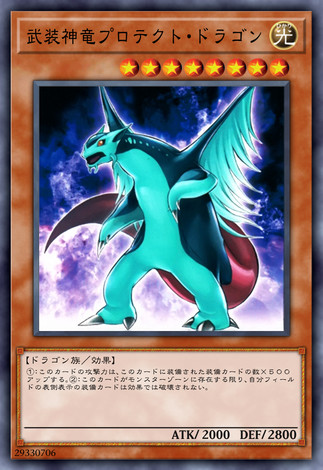 武装神竜プロテクト・ドラゴン
光
【ドラゴン族／効果】
①：このカードの攻撃力は、このカードに装備された装備カードの数×５００
アップする。②：このカードがモンスターゾーンに存在する限り、自分フィール
ドの表側表示の装備カードは効果では破壊されない。
ATK/ 2000 DEF/2800
29330706